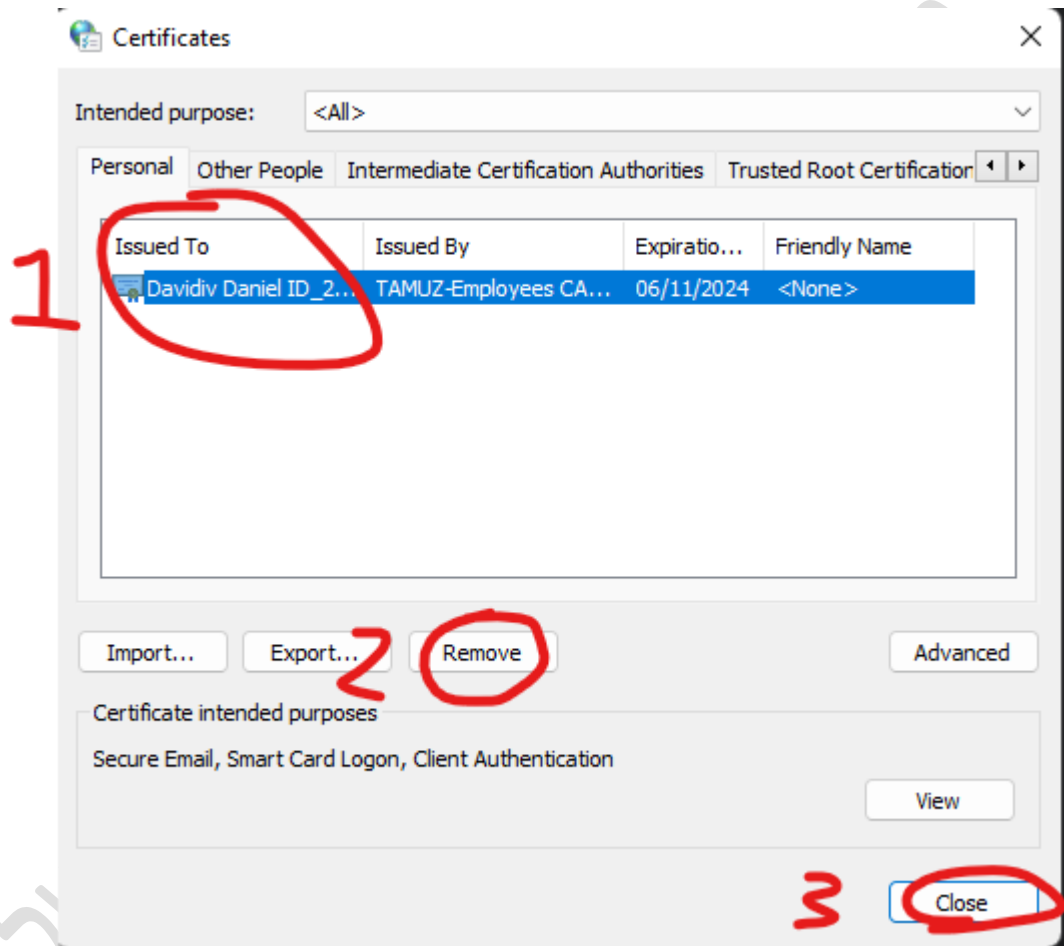 Certificates
Intended purpose: <All>
Personal Other People Intermediate Certification Authorities Trusted Root Certification
Issued To Issued By Expiratio... Friendly Name
Davidiv Daniel ID_2... TAMUZ-Employees CA... 06/11/2024 <None>
1
Import... Export... Remove Advanced
2
Certificate intended purposes
Secure Email, Smart Card Logon, Client Authentication
View
3 Close